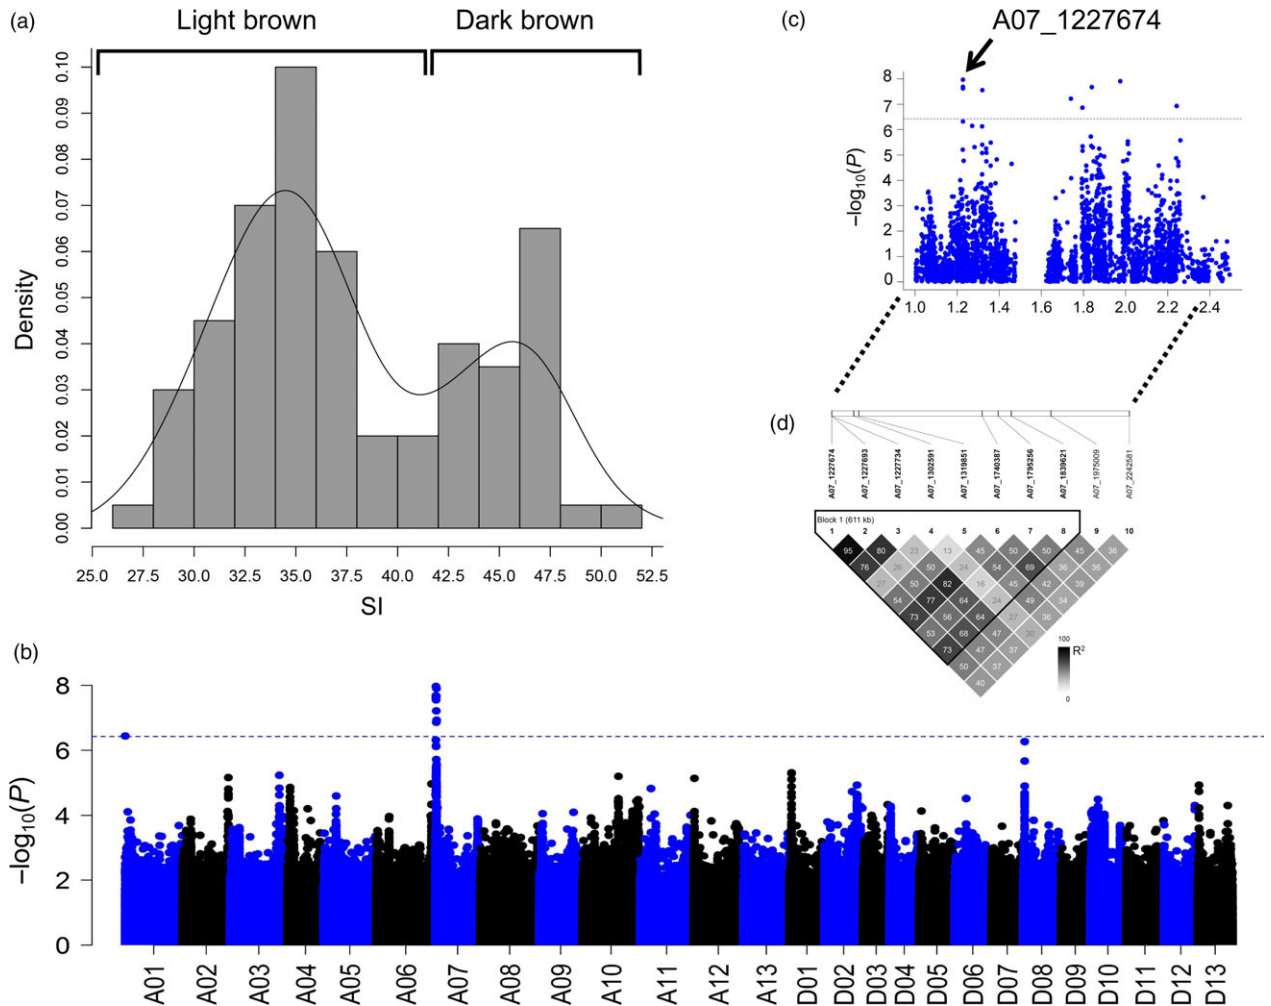 (a)
Light brown
Dark brown
Density
0.10
0.09
0.08
0.07
0.06
0.05
0.04
0.03
0.02
0.01
0.00
25.0 27.5 30.0 32.5 35.0 37.5 40.0 42.5 45.0 47.5 50.0 52.5
SI
(c)
A07_1227674
−log10(P)
8
7
6
5
4
3
2
1
0
1.0 1.2 1.4 1.6 1.8 2.0 2.2 2.4
(d)
A07_1227674 A07_1227693 A07_1227734 A07_1302591 A07_1319851 A07_1740387 A07_1795256 A07_1839621 A07_1975009 A07_2242581
Block 1 (611 kb)
1 2 3 4 5 6 7 8 9 10
95 80 23 13 45 50 50 45 36
76 26 50 24 54 69 36 36
27 50 82 16 45 42 39
54 77 64 24 49 34
73 56 64 27 36
53 68 47 30
73 47 37
50 37
40
100
R²
0
(b)
−log10(P)
8
6
4
2
0
A01 A02 A03 A04 A05 A06 A07 A08 A09 A10 A11 A12 A13 D01 D02 D03 D04 D05 D06 D07 D08 D09 D10 D11 D12 D13